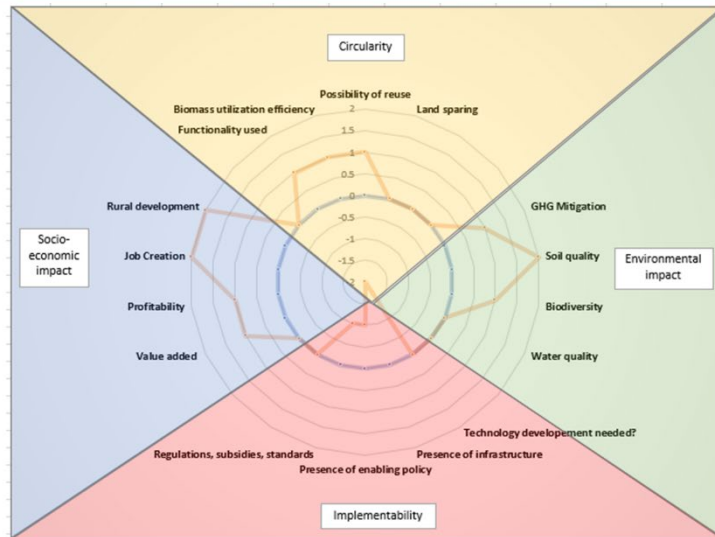 Circularity
Possibility of reuse
Biomass utilization efficiency
Land sparing
Functionality used
2
1.5
1
0.5
0
-0.5
-1
-1.5
-2
Rural development
GHG Mitigation
Socio-
economic
impact
Job Creation
Soil quality
Environmental
impact
Profitability
Biodiversity
Value added
Water quality
Technology developement needed?
Regulations, subsidies, standards
Presence of infrastructure
Presence of enabling policy
Implementability